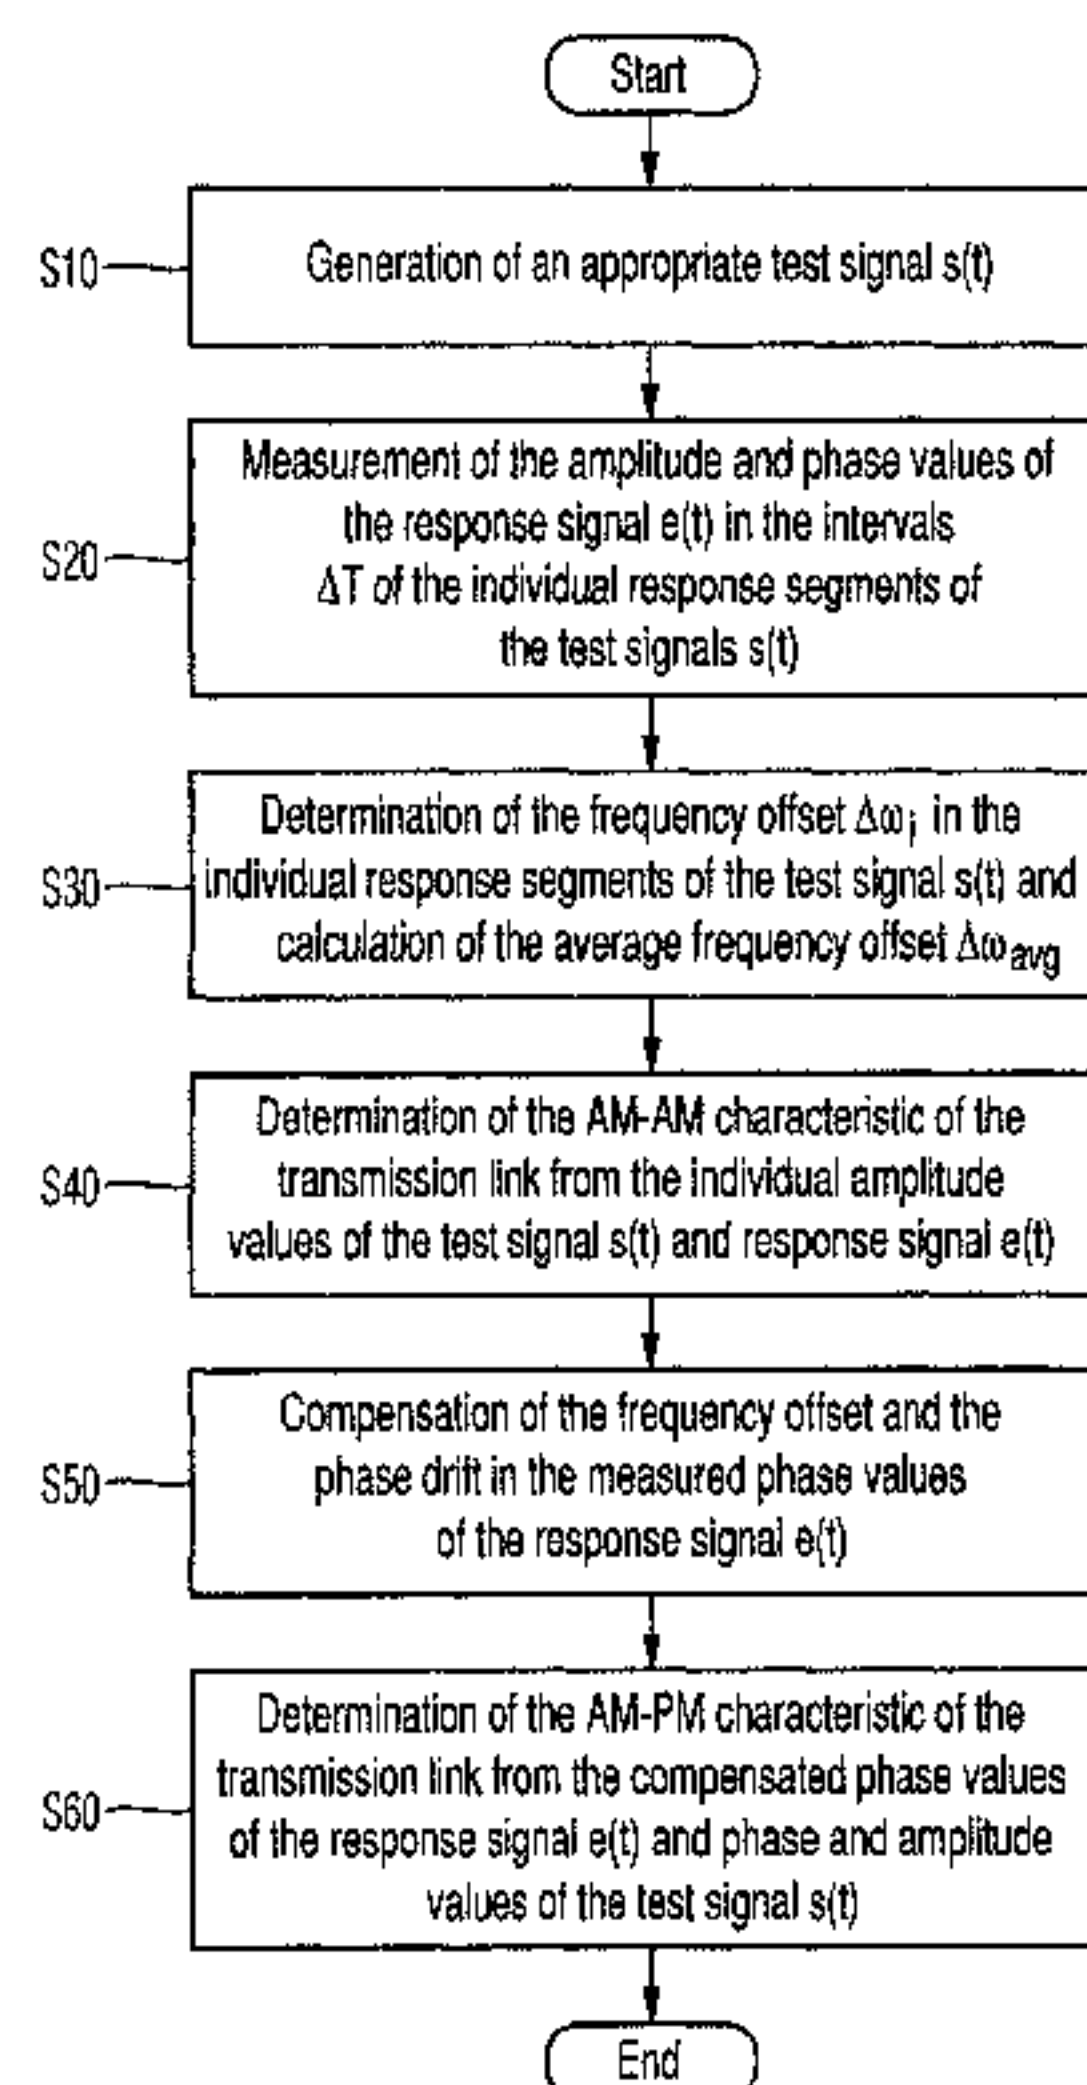 Start
S10
Generation of an appropriate test signal s(t)
S20
Measurement of the amplitude and phase values of
the response signal e(t) in the intervals
ΔT of the individual response segments of
the test signals s(t)
S30
Determination of the frequency offset Δωi in the
individual response segments of the test signal s(t) and
calculation of the average frequency offset Δωavg
S40
Determination of the AM-AM characteristic of the
transmission link from the individual amplitude
values of the test signal s(t) and response signal e(t)
S50
Compensation of the frequency offset and the
phase drift in the measured phase values
of the response signal e(t)
S60
Determination of the AM-PM characteristic of the
transmission link from the compensated phase values
of the response signal e(t) and phase and amplitude
values of the test signal s(t)
End